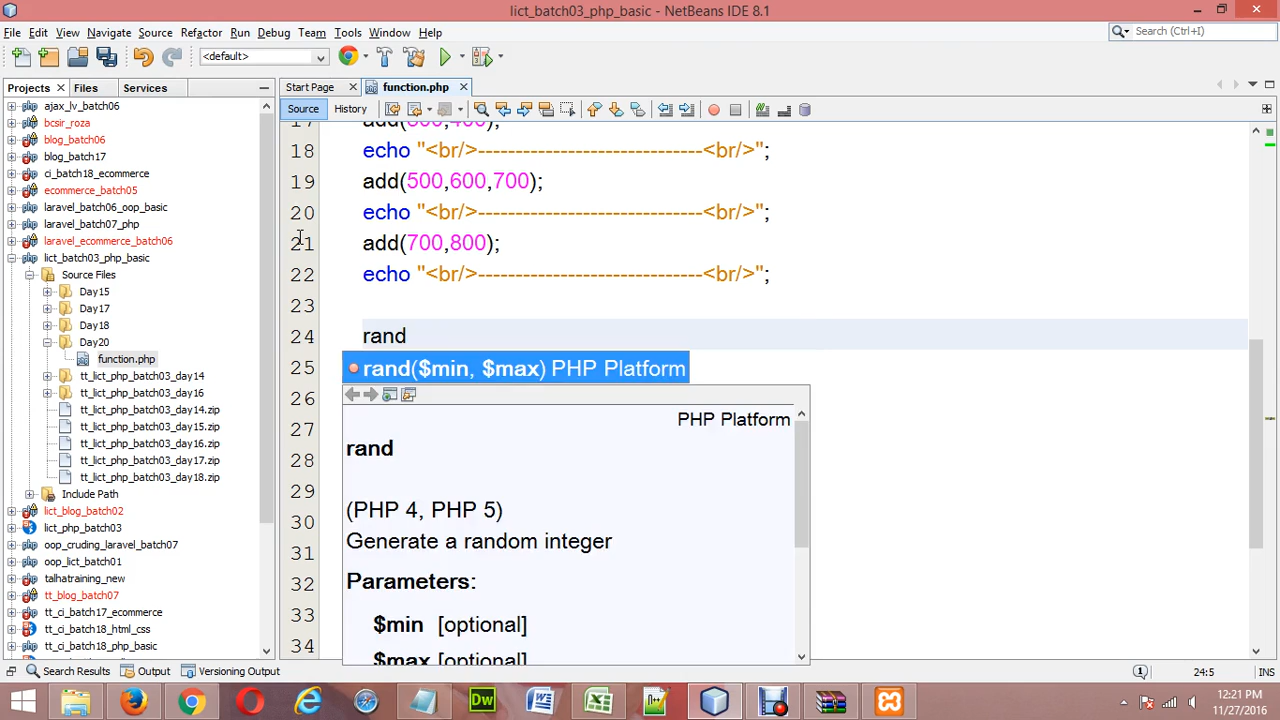 lict_batch03_php_basic - NetBeans IDE 8.1
File Edit View Navigate Source Refactor Run Debug Team Tools Window Help
Search (Ctrl+I)
<default>
Projects Files Services
Start Page function.php
Source History
ajax_lv_batch06
bcsir_roza
blog_batch06
blog_batch17
ci_batch18_ecommerce
ecommerce_batch05
laravel_batch06_oop_basic
laravel_batch07_php
laravel_ecommerce_batch06
lict_batch03_php_basic
Source Files
Day15
Day17
Day18
Day20
function.php
tt_lict_php_batch03_day14
tt_lict_php_batch03_day16
tt_lict_php_batch03_day14.zip
tt_lict_php_batch03_day15.zip
tt_lict_php_batch03_day16.zip
tt_lict_php_batch03_day17.zip
tt_lict_php_batch03_day18.zip
Include Path
lict_blog_batch02
lict_php_batch03
oop_cruding_laravel_batch07
oop_lict_batch01
talhatraining_new
tt_blog_batch07
tt_ci_batch17_ecommerce
tt_ci_batch18_html_css
tt_ci_batch18_php_basic
18 echo "<br/>------------------------------<br/>";
19 add(500,600,700);
20 echo "<br/>------------------------------<br/>";
21 add(700,800);
22 echo "<br/>------------------------------<br/>";
23
24 rand
25
26
27
28
29
30
31
32
33
34
rand($min, $max) PHP Platform
PHP Platform
rand
(PHP 4, PHP 5)
Generate a random integer
Parameters:
$min [optional]
$max [optional]
Search Results Output Versioning Output
1 24:5 INS
Dw
12:21 PM
11/27/2016